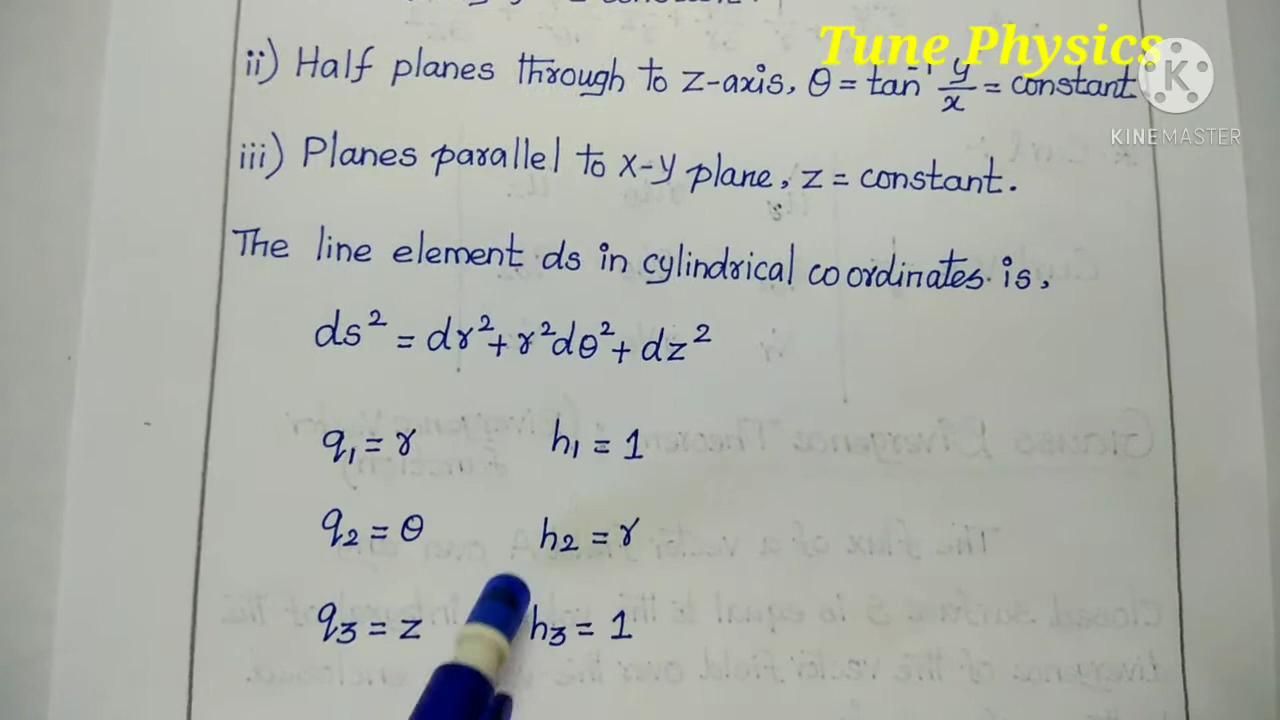 Tune Physics
ii) Half planes through to z-axis, θ = tan⁻¹ y/x = constant
K
KINEMASTER
iii) Planes parallel to x-y plane, z = constant.
The line element ds in cylindrical coordinates is,
ds² = dr² + r²dθ² + dz²
q₁ = r h₁ = 1
q₂ = θ h₂ = r
q₃ = z h₃ = 1